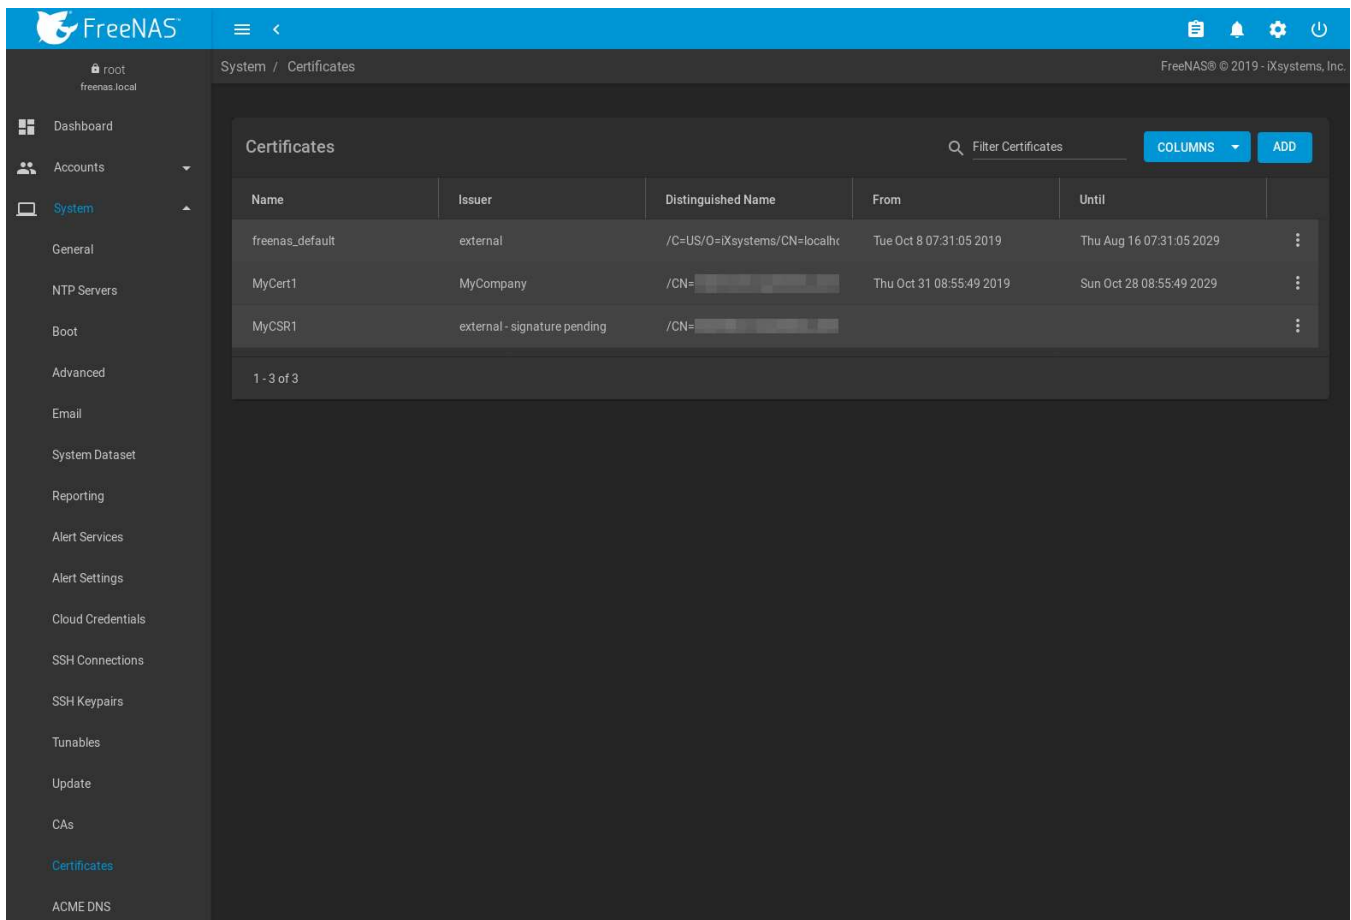 FreeNAS™
root
freenas.local
System / Certificates
FreeNAS® © 2019 - iXsystems, Inc.
Dashboard
Accounts
System
General
NTP Servers
Boot
Advanced
Email
System Dataset
Reporting
Alert Services
Alert Settings
Cloud Credentials
SSH Connections
SSH Keypairs
Tunables
Update
CAs
Certificates
ACME DNS
Certificates
Filter Certificates
COLUMNS
ADD
Name Issuer Distinguished Name From Until
freenas_default external /C=US/O=iXsystems/CN=localho Tue Oct 8 07:31:05 2019 Thu Aug 16 07:31:05 2029
MyCert1 MyCompany /CN= Thu Oct 31 08:55:49 2019 Sun Oct 28 08:55:49 2029
MyCSR1 external - signature pending /CN=
1 - 3 of 3